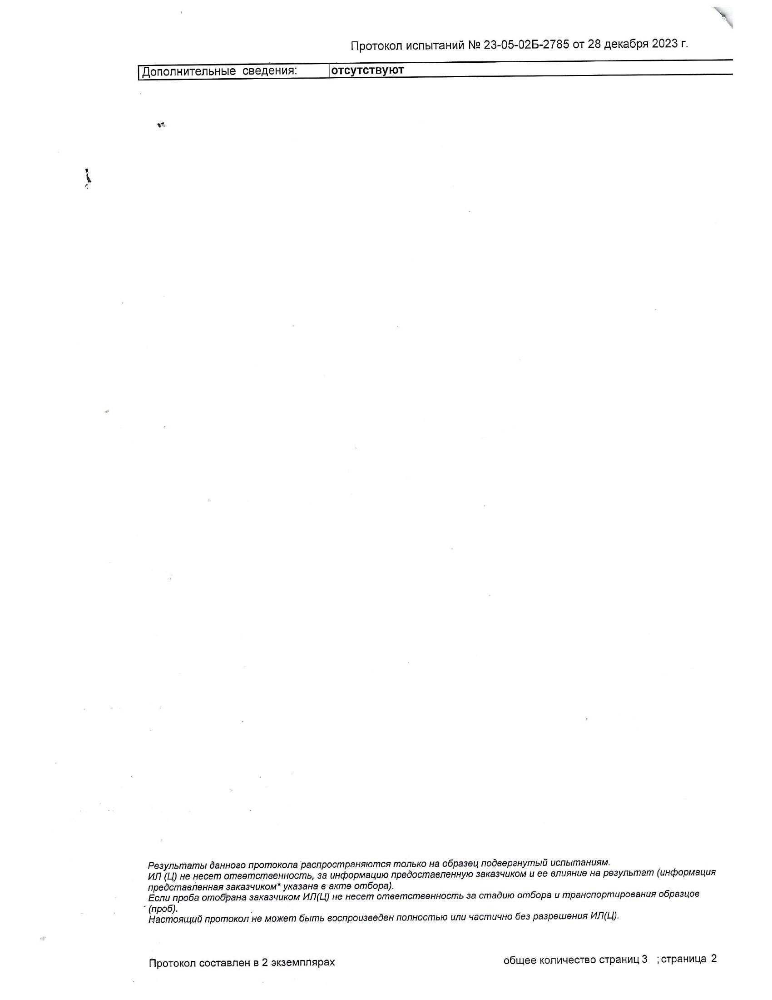 Протокол испытаний № 23-05-02Б-2785 от 28 декабря 2023 г.
Дополнительные сведения: отсутствуют
Результаты данного протокола распространяются только на образец подвергнутый испытаниям.
ИЛ (Ц) не несет ответственность, за информацию предоставленную заказчиком и ее влияние на результат (информация
представленная заказчиком* указана в акте отбора).
Если проба отобрана заказчиком ИЛ(Ц) не несет ответственность за стадию отбора и транспортирования образцов
(проб).
Настоящий протокол не может быть воспроизведен полностью или частично без разрешения ИЛ(Ц).
Протокол составлен в 2 экземплярах общее количество страниц 3 ; страница 2